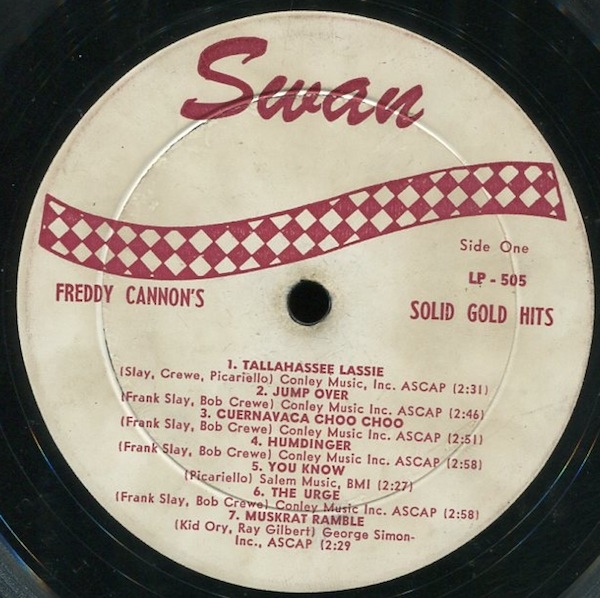 Swan
Side One
LP - 505
FREDDY CANNON'S
SOLID GOLD HITS
1. TALLAHASSEE LASSIE
(Slay, Crewe, Picariello) Conley Music, Inc. ASCAP (2:31)
2. JUMP OVER
(Frank Slay, Bob Crewe) Conley Music Inc. ASCAP (2:46)
3. CUERNAVACA CHOO CHOO
(Frank Slay, Bob Crewe) Conley Music Inc. ASCAP (2:51)
4. HUMDINGER
(Frank Slay, Bob Crewe) Conley Music Inc. ASCAP (2:58)
5. YOU KNOW
(Picariello) Salem Music, BMI (2:27)
6. THE URGE
(Frank Slay, Bob Crewe) Conley Music Inc. ASCAP (2:58)
7. MUSKRAT RAMBLE
(Kid Ory, Ray Gilbert) George Simon-
Inc., ASCAP (2:29